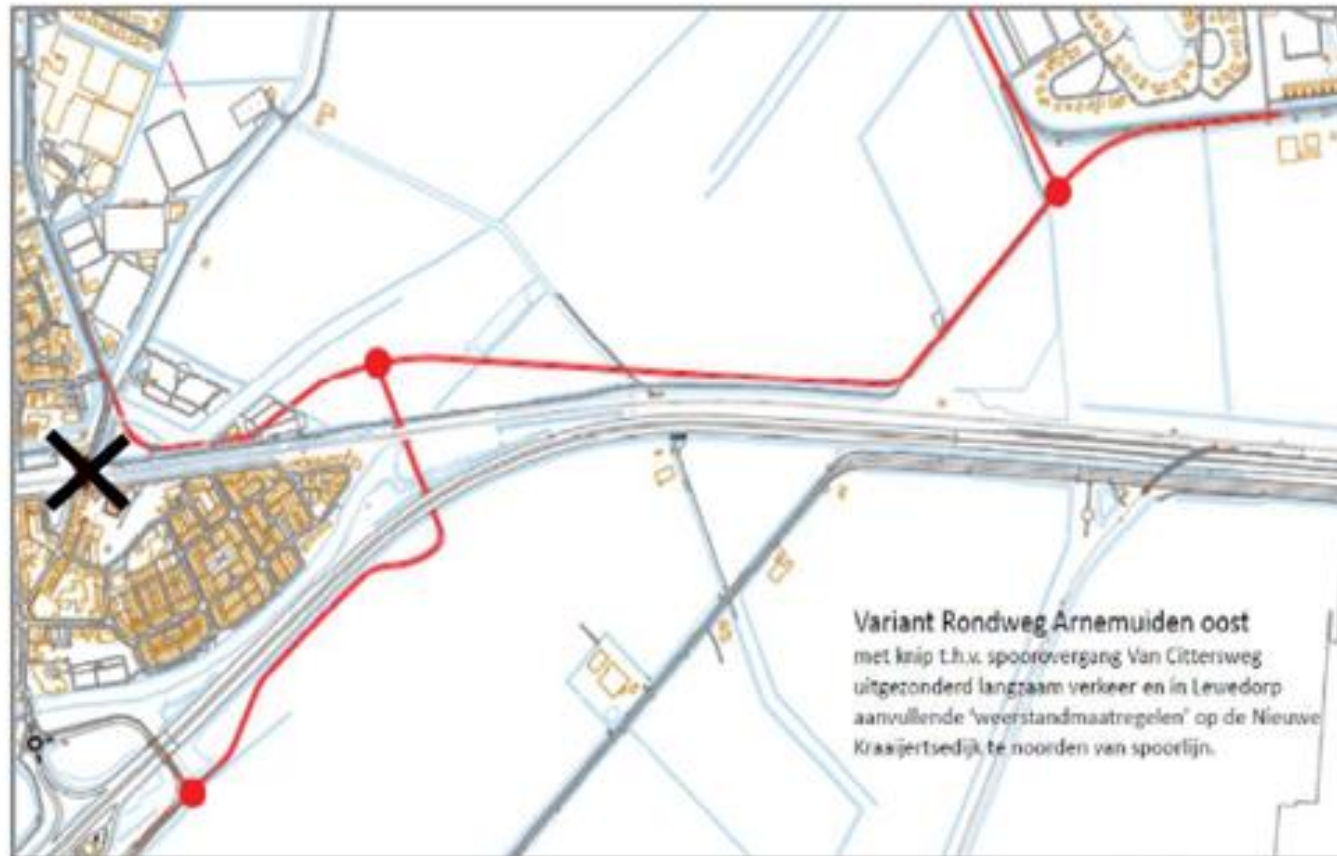 Variant Rondweg Arnemuiden oost
met knip t.h.v. spoorovergang Van Cittersweg
uitgezonderd langzaam verkeer en in Lewedorp
aanvullende 'weerstandmaatregelen' op de Nieuwe
Kraaijertsedijk te noorden van spoorlijn.